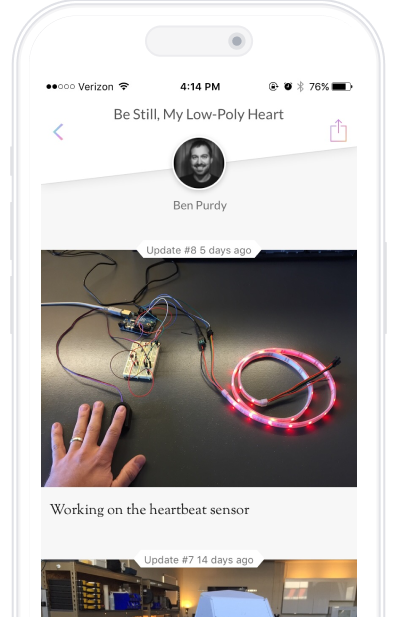 ●●○○○ Verizon 4:14 PM 76%
Be Still, My Low-Poly Heart
Ben Purdy
Update #8 5 days ago
Working on the heartbeat sensor
Update #7 14 days ago